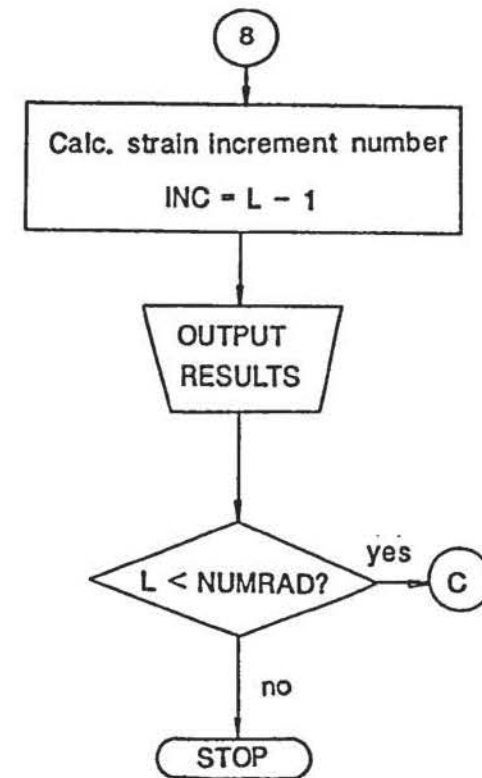 8
Calc. strain increment number
INC = L - 1
OUTPUT
RESULTS
L < NUMRAD?
yes
C
no
STOP